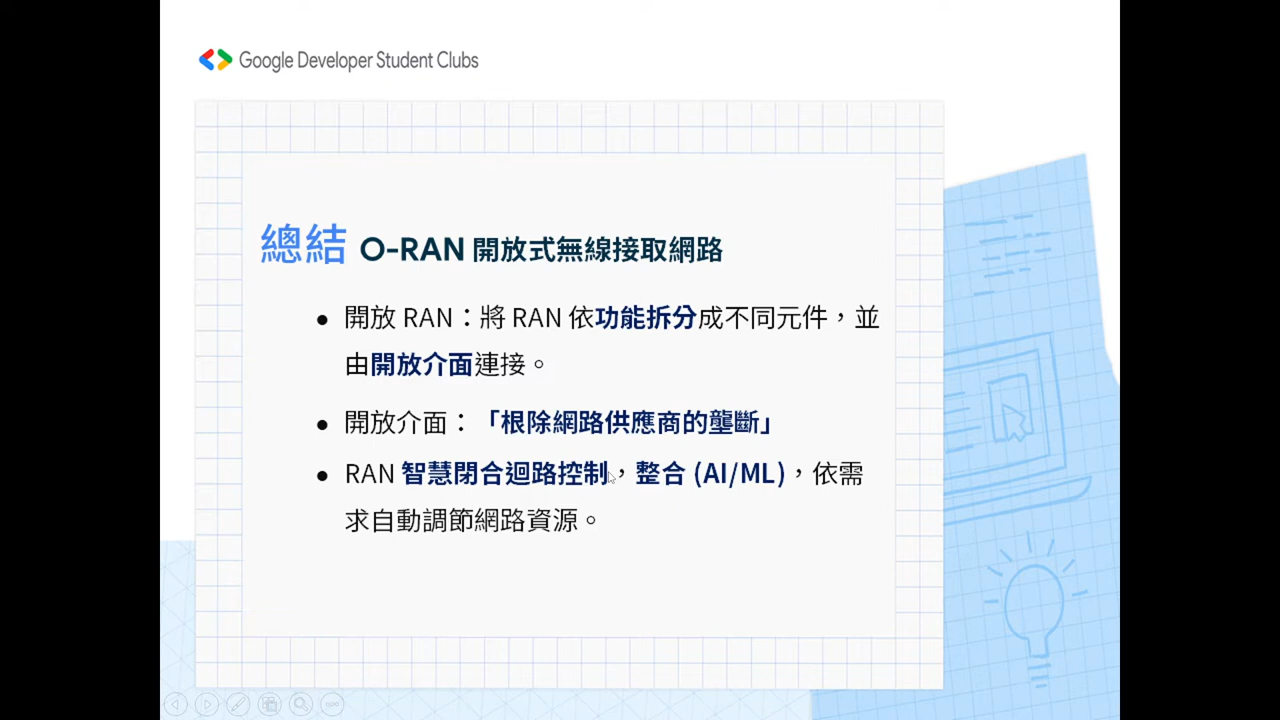 Google Developer Student Clubs
總結 O-RAN 開放式無線接取網路
● 開放 RAN：將 RAN 依功能拆分成不同元件，並
由開放介面連接。
● 開放介面：「根除網路供應商的壟斷」
● RAN 智慧閉合迴路控制，整合 (AI/ML)，依需
求自動調節網路資源。